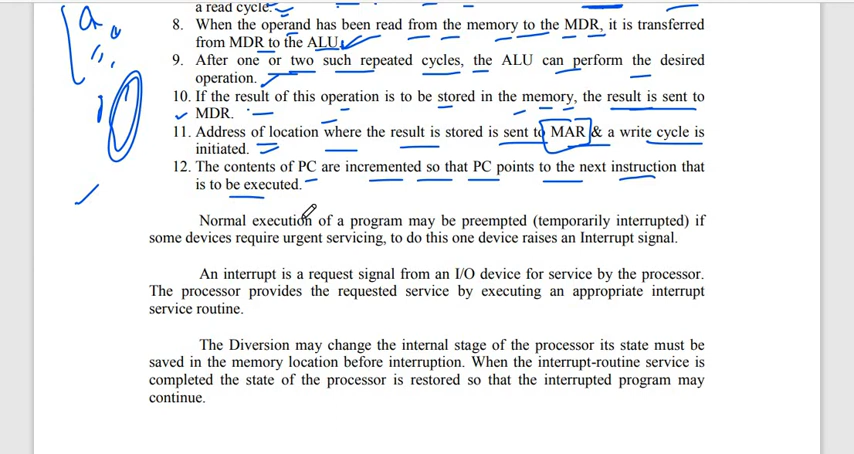 a read cycle.
8. When the operand has been read from the memory to the MDR, it is transferred
from MDR to the ALU.
9. After one or two such repeated cycles, the ALU can perform the desired
operation.
10. If the result of this operation is to be stored in the memory, the result is sent to
MDR.
11. Address of location where the result is stored is sent to MAR & a write cycle is
initiated.
12. The contents of PC are incremented so that PC points to the next instruction that
is to be executed.
Normal execution of a program may be preempted (temporarily interrupted) if
some devices require urgent servicing, to do this one device raises an Interrupt signal.
An interrupt is a request signal from an I/O device for service by the processor.
The processor provides the requested service by executing an appropriate interrupt
service routine.
The Diversion may change the internal stage of the processor its state must be
saved in the memory location before interruption. When the interrupt-routine service is
completed the state of the processor is restored so that the interrupted program may
continue.